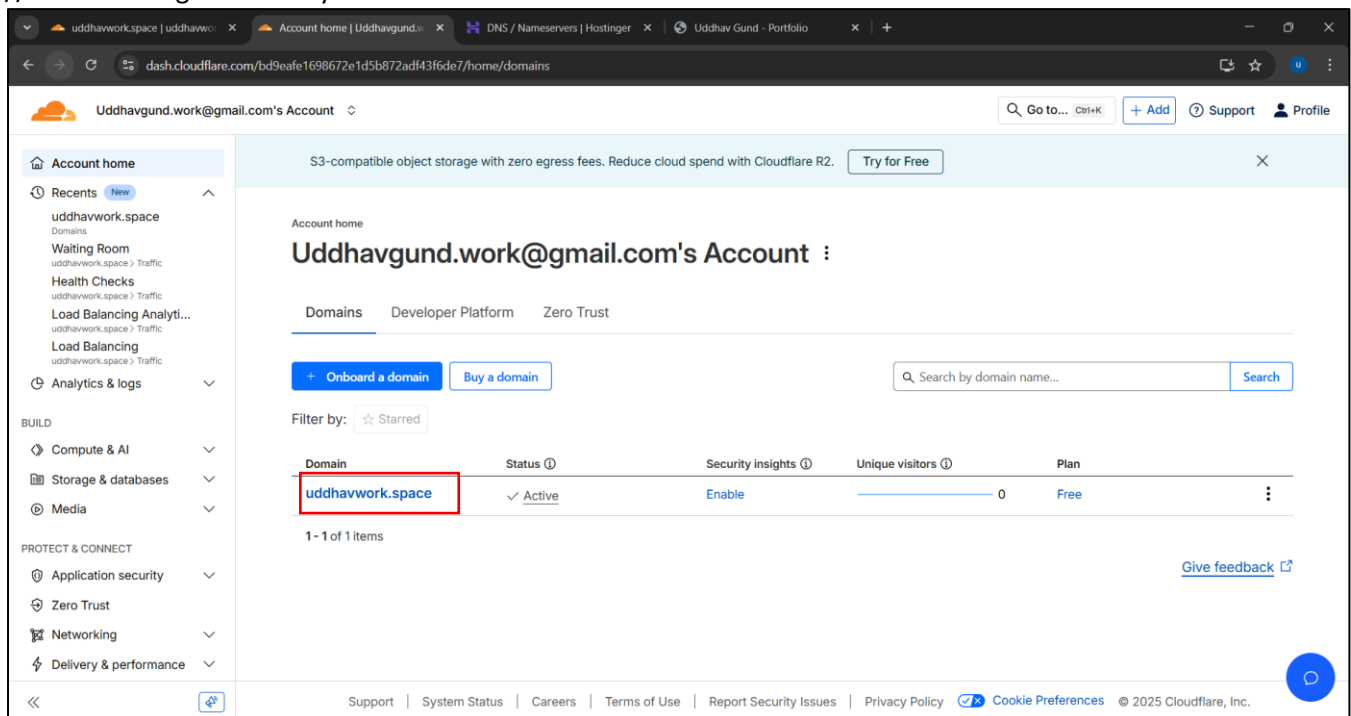 uddhavwork.space | uddhavwo
Account home | Uddhavgund.w
DNS / Nameservers | Hostinger
Uddhav Gund - Portfolio
dash.cloudflare.com/bd9eafe1698672e1d5b872adf43f6de7/home/domains
u
Uddhavgund.work@gmail.com's Account
Go to... Ctrl+K
+ Add
Support
Profile
S3-compatible object storage with zero egress fees. Reduce cloud spend with Cloudflare R2.
Try for Free
Account home
Recents New
uddhavwork.space
Domains
Waiting Room
uddhavwork.space > Traffic
Health Checks
uddhavwork.space > Traffic
Load Balancing Analyti...
uddhavwork.space > Traffic
Load Balancing
uddhavwork.space > Traffic
Analytics & logs
BUILD
Compute & AI
Storage & databases
Media
PROTECT & CONNECT
Application security
Zero Trust
Networking
Delivery & performance
Account home
Uddhavgund.work@gmail.com's Account
Domains Developer Platform Zero Trust
+ Onboard a domain
Buy a domain
Search by domain name...
Search
Filter by: Starred
Domain Status Security insights Unique visitors Plan
uddhavwork.space Active Enable 0 Free
1 - 1 of 1 items
Give feedback
Support | System Status | Careers | Terms of Use | Report Security Issues | Privacy Policy Cookie Preferences © 2025 Cloudflare, Inc.